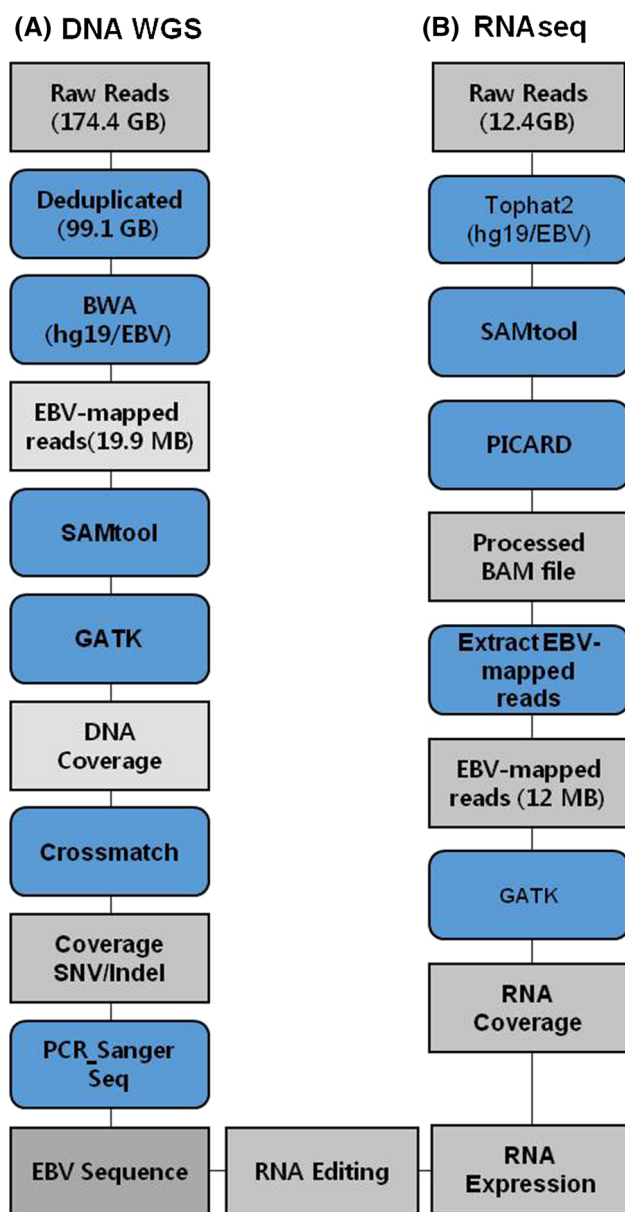 (A) DNA WGS
Raw Reads
(174.4 GB)
Deduplicated
(99.1 GB)
BWA
(hg19/EBV)
EBV-mapped
reads(19.9 MB)
SAMtool
GATK
DNA
Coverage
Crossmatch
Coverage
SNV/Indel
PCR_Sanger
Seq
EBV Sequence
RNA Editing
(B) RNAseq
Raw Reads
(12.4GB)
Tophat2
(hg19/EBV)
SAMtool
PICARD
Processed
BAM file
Extract EBV-
mapped
reads
EBV-mapped
reads (12 MB)
GATK
RNA
Coverage
RNA
Expression